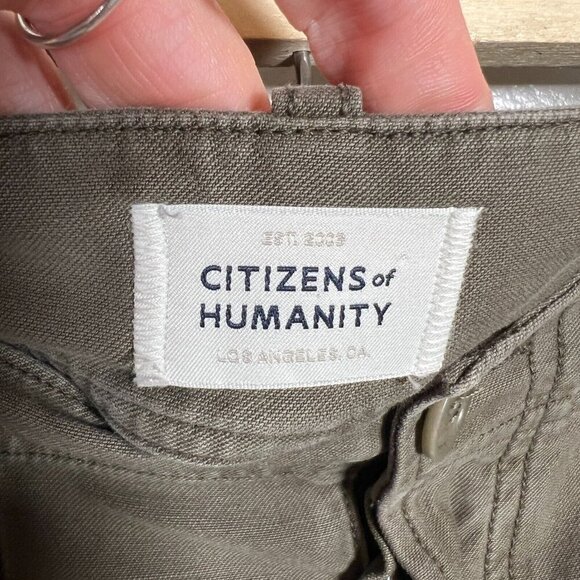 EST. 2003
CITIZENS of
HUMANITY
LOS ANGELES, CA.